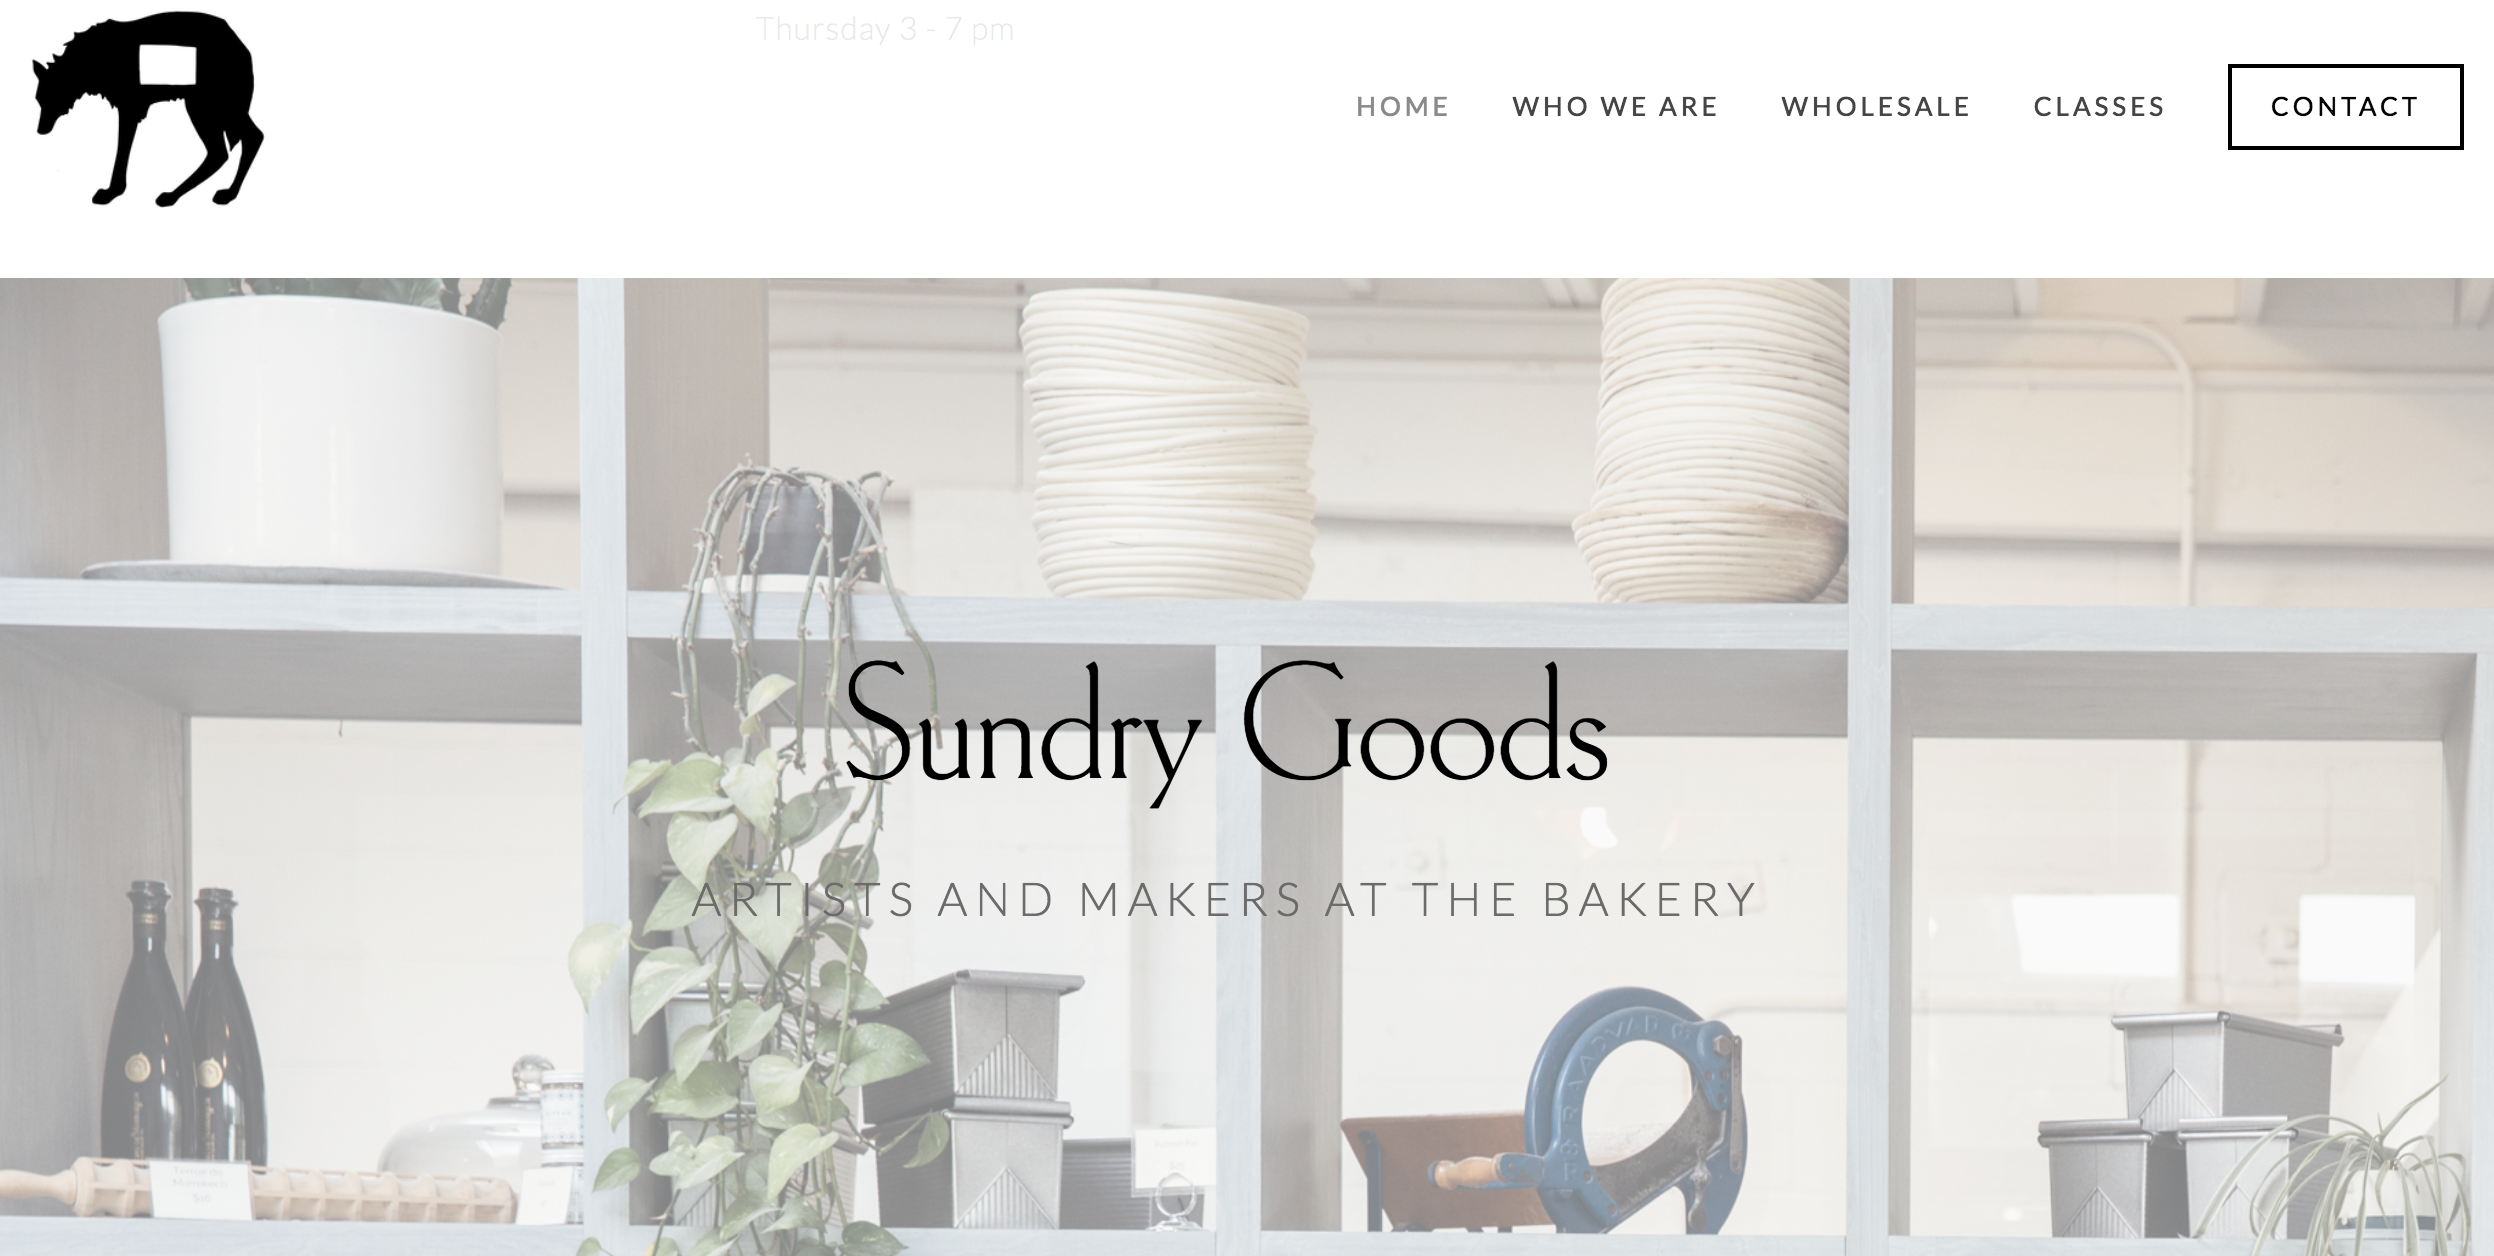 Thursday 3 - 7 pm
HOME
WHO WE ARE
WHOLESALE
CLASSES
CONTACT
Sundry Goods
ARTISTS AND MAKERS AT THE BAKERY